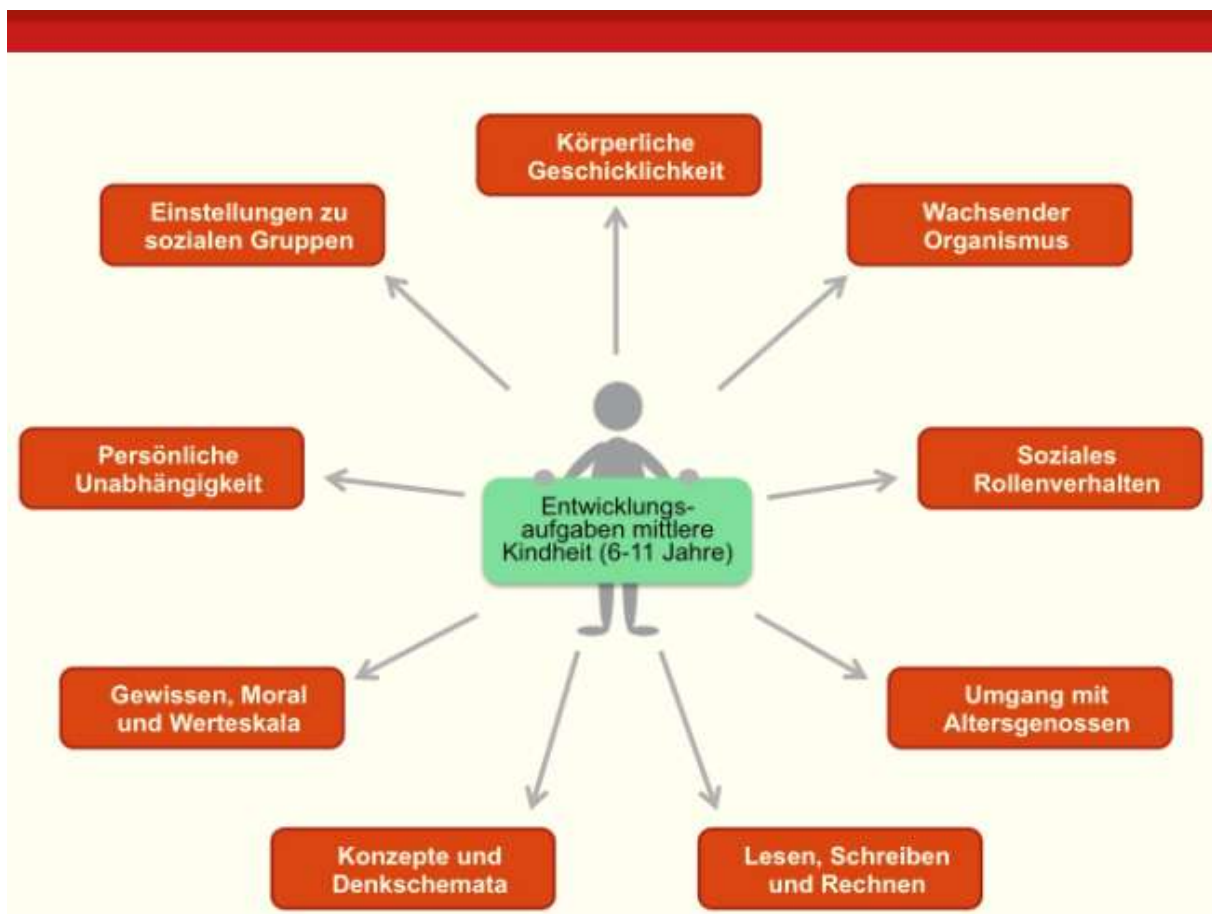 Körperliche
Geschicklichkeit
Einstellungen zu
sozialen Gruppen
Wachsender
Organismus
Persönliche
Unabhängigkeit
Soziales
Rollenverhalten
Entwicklungs-
aufgaben mittlere
Kindheit (6-11 Jahre)
Gewissen, Moral
und Werteskala
Umgang mit
Altersgenossen
Konzepte und
Denkschemata
Lesen, Schreiben
und Rechnen